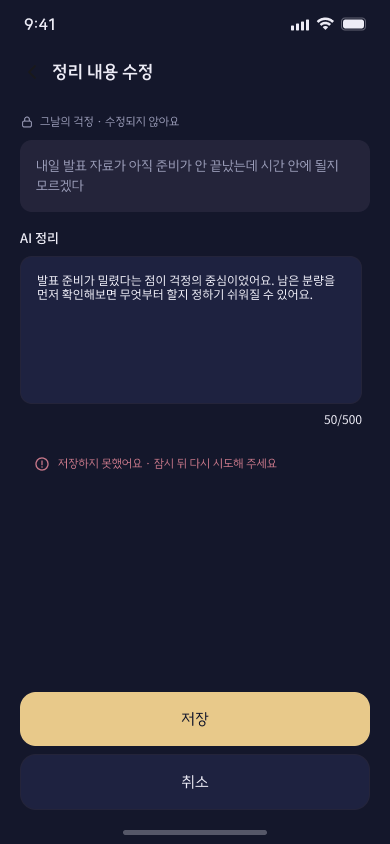 9:41
정리 내용 수정
그날의 걱정 · 수정되지 않아요
내일 발표 자료가 아직 준비가 안 끝났는데 시간 안에 될지
모르겠다
AI 정리
발표 준비가 밀렸다는 점이 걱정의 중심이었어요. 남은 분량을
먼저 확인해보면 무엇부터 할지 정하기 쉬워질 수 있어요.
50/500
저장하지 못했어요 · 잠시 뒤 다시 시도해 주세요
저장
취소